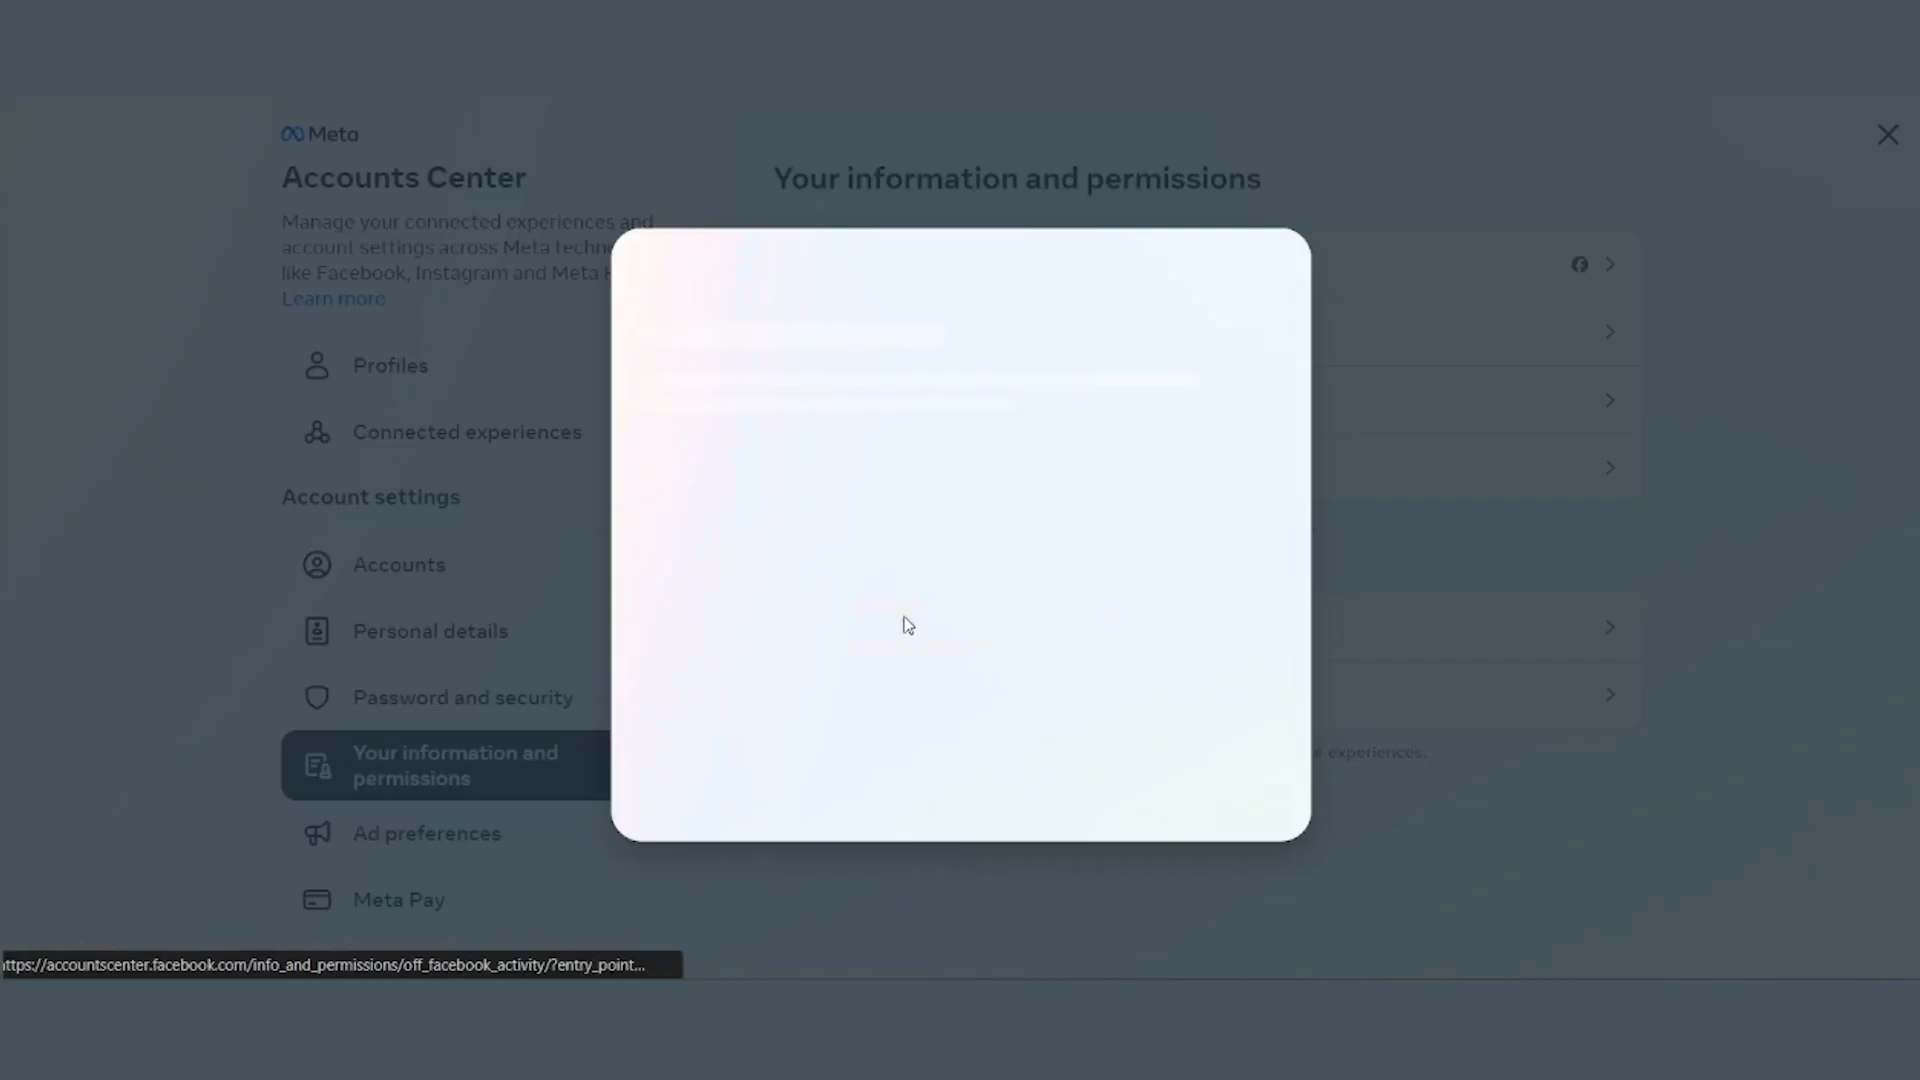 Meta
Accounts Center
Manage your connected experiences and
account settings across Meta techn
like Facebook, Instagram and Meta
Learn more
Profiles
Connected experiences
Account settings
Accounts
Personal details
Password and security
Your information and
permissions
Ad preferences
Meta Pay
Your information and permissions
experiences.
ttps://accountscenter.facebook.com/info_and_permissions/off_facebook_activity/?entry_point...